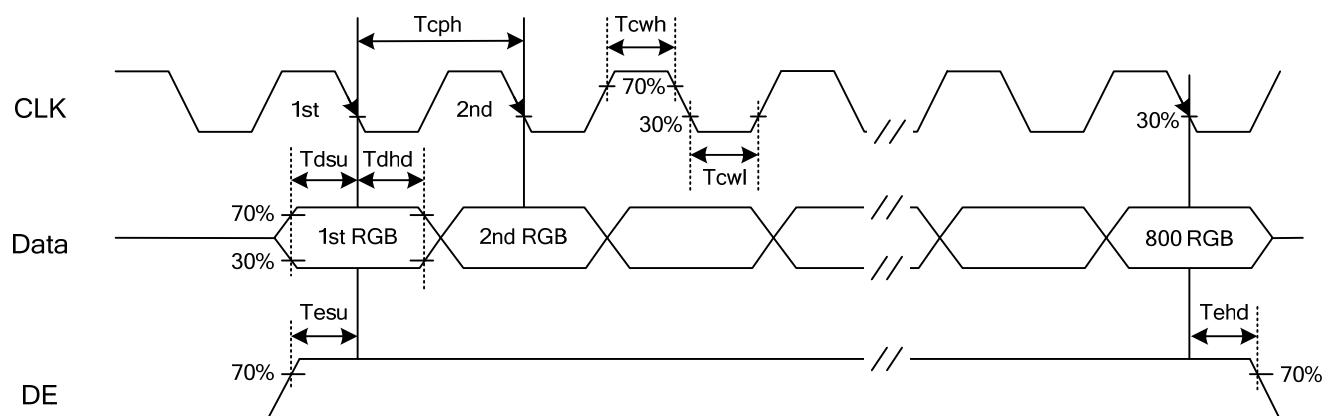 Tcph
Tcwh
CLK
1st
2nd
70%
30%
30%
Tcwl
Tdsu
Tdhd
70%
Data
1st RGB
2nd RGB
800 RGB
30%
Tesu
Tehd
70%
70%
DE